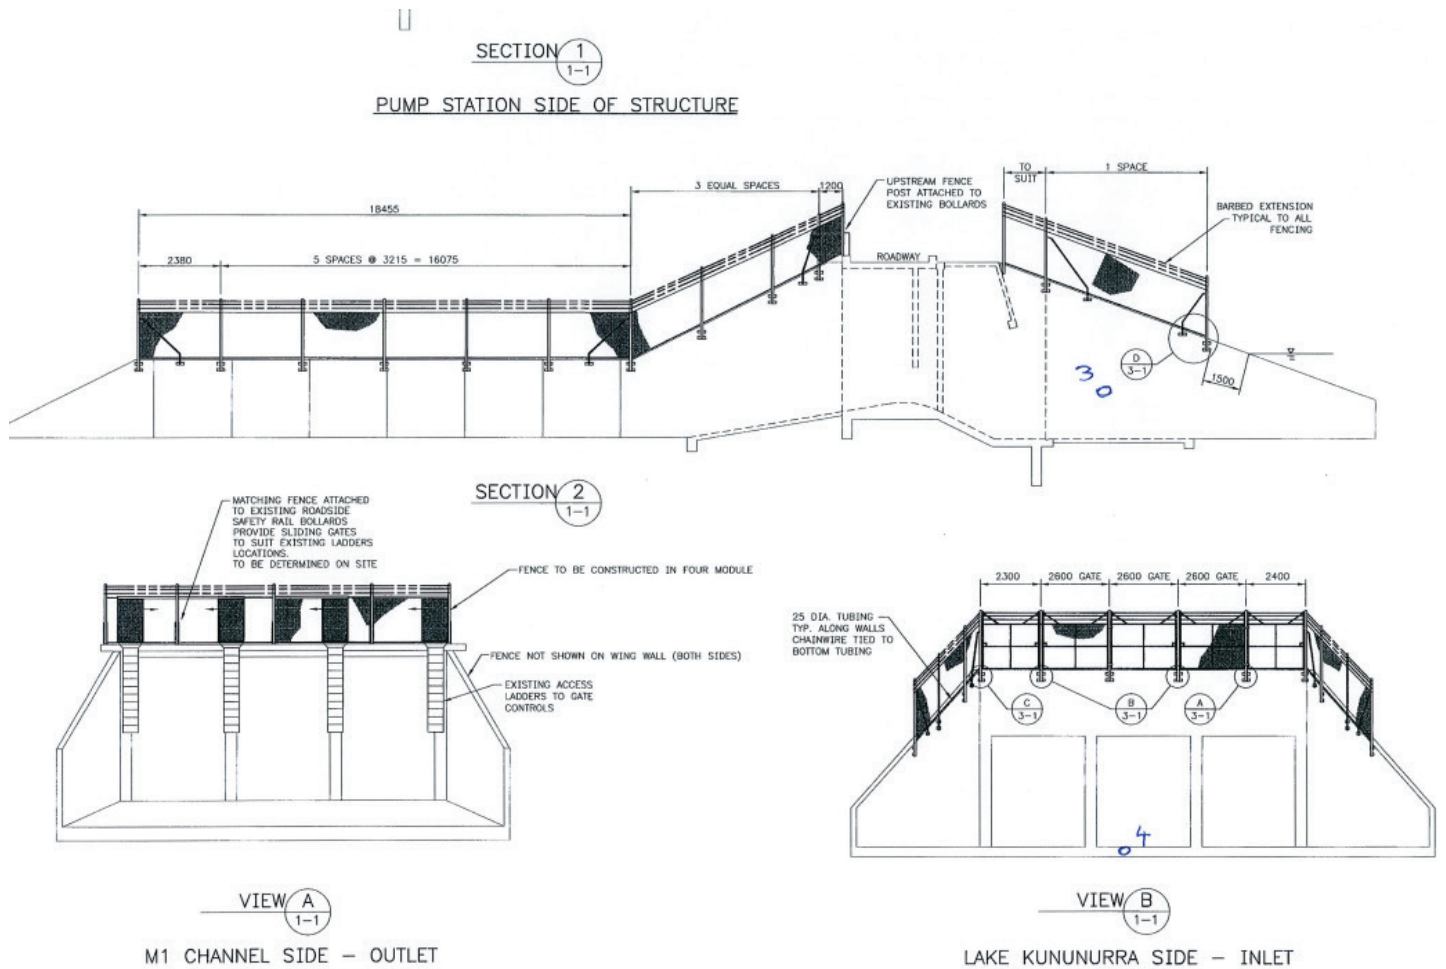 SECTION 1
1-1
PUMP STATION SIDE OF STRUCTURE
18455
2380
5 SPACES @ 3215 = 16075
3 EQUAL SPACES
1200
UPSTREAM FENCE
POST ATTACHED TO
EXISTING BOLLARDS
ROADWAY
TO
SUIT
1 SPACE
BARBED EXTENSION
TYPICAL TO ALL
FENCING
D
3-1
1500
3
0
SECTION 2
1-1
MATCHING FENCE ATTACHED
TO EXISTING ROADSIDE
SAFETY RAIL BOLLARDS
PROVIDE SLIDING GATES
TO SUIT EXISTING LADDERS
LOCATIONS.
TO BE DETERMINED ON SITE
FENCE TO BE CONSTRUCTED IN FOUR MODULE
FENCE NOT SHOWN ON WING WALL (BOTH SIDES)
EXISTING ACCESS
LADDERS TO GATE
CONTROLS
VIEW A
1-1
M1 CHANNEL SIDE - OUTLET
2300
2600 GATE
2600 GATE
2600 GATE
2400
25 DIA. TUBING
TYP. ALONG WALLS
CHAINWIRE TIED TO
BOTTOM TUBING
C
3-1
B
3-1
A
3-1
4
0
VIEW B
1-1
LAKE KUNUNURRA SIDE - INLET